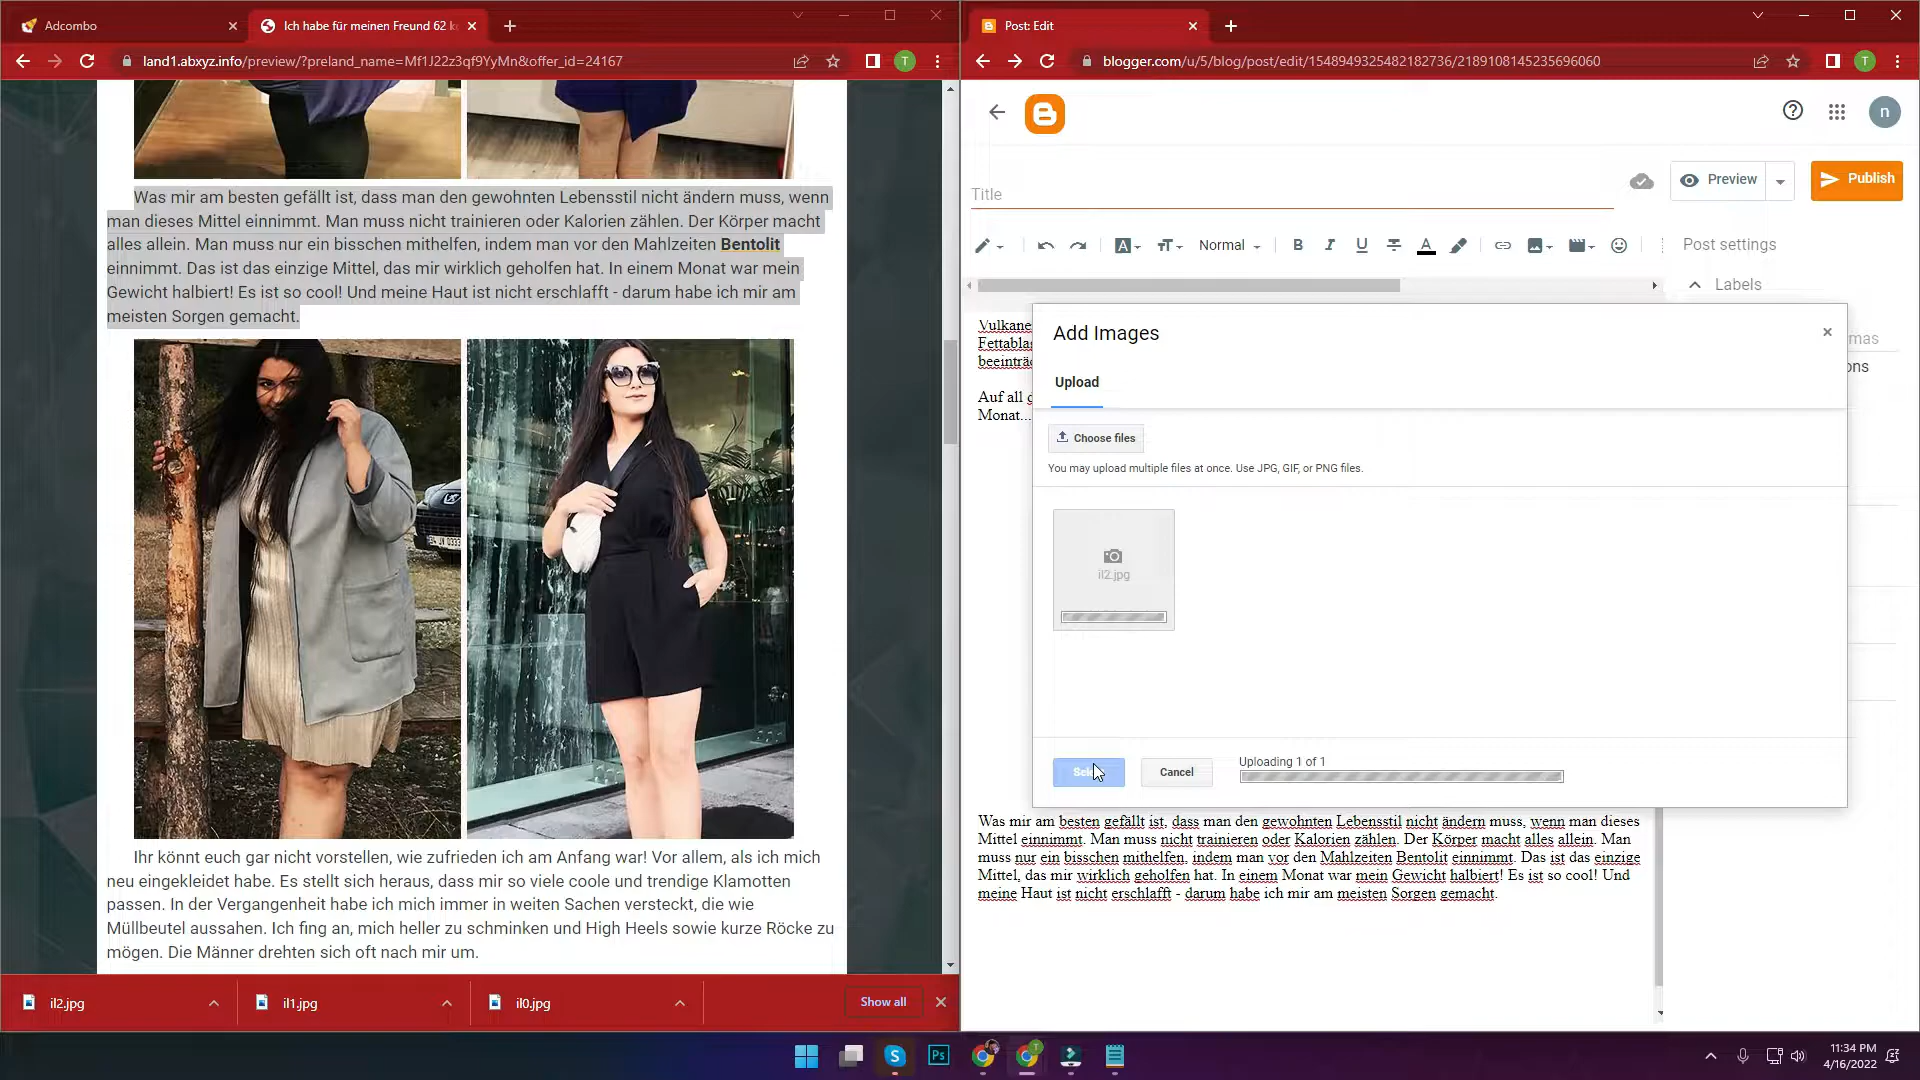 Adcombo
Ich habe für meinen Freund 62 k
land1.abxyz.info/preview/?preland_name=Mf1J22z3qf9YyMn&offer_id=24167
T
Was mir am besten gefällt ist, dass man den gewohnten Lebensstil nicht ändern muss, wenn
man dieses Mittel einnimmt. Man muss nicht trainieren oder Kalorien zählen. Der Körper macht
alles allein. Man muss nur ein bisschen mithelfen, indem man vor den Mahlzeiten Bentolit
einnimmt. Das ist das einzige Mittel, das mir wirklich geholfen hat. In einem Monat war mein
Gewicht halbiert! Es ist so cool! Und meine Haut ist nicht erschlafft - darum habe ich mir am
meisten Sorgen gemacht.
Ihr könnt euch gar nicht vorstellen, wie zufrieden ich am Anfang war! Vor allem, als ich mich
neu eingekleidet habe. Es stellt sich heraus, dass mir so viele coole und trendige Klamotten
passen. In der Vergangenheit habe ich mich immer in weiten Sachen versteckt, die wie
Müllbeutel aussahen. Ich fing an, mich heller zu schminken und High Heels sowie kurze Röcke zu
mögen. Die Männer drehten sich oft nach mir um.
il2.jpg
il1.jpg
il0.jpg
Show all
Post: Edit
blogger.com/u/5/blog/post/edit/1548949325482182736/2189108145235696060
T
n
Title
Preview
Publish
Normal
B I U S A
Post settings
Labels
Vulkane
Fettabla
beeinträc
Auf all d
Monat...
mas
ons
Add Images
Upload
Choose files
You may upload multiple files at once. Use JPG, GIF, or PNG files.
il2.jpg
Cancel
Uploading 1 of 1
Was mir am besten gefällt ist, dass man den gewohnten Lebensstil nicht ändern muss, wenn man dieses
Mittel einnimmt. Man muss nicht trainieren oder Kalorien zählen. Der Körper macht alles allein. Man
muss nur ein bisschen mithelfen, indem man vor den Mahlzeiten Bentolit einnimmt. Das ist das einzige
Mittel, das mir wirklich geholfen hat. In einem Monat war mein Gewicht halbiert! Es ist so cool! Und
meine Haut ist nicht erschlafft - darum habe ich mir am meisten Sorgen gemacht.
S
Ps
T
11:34 PM
4/16/2022